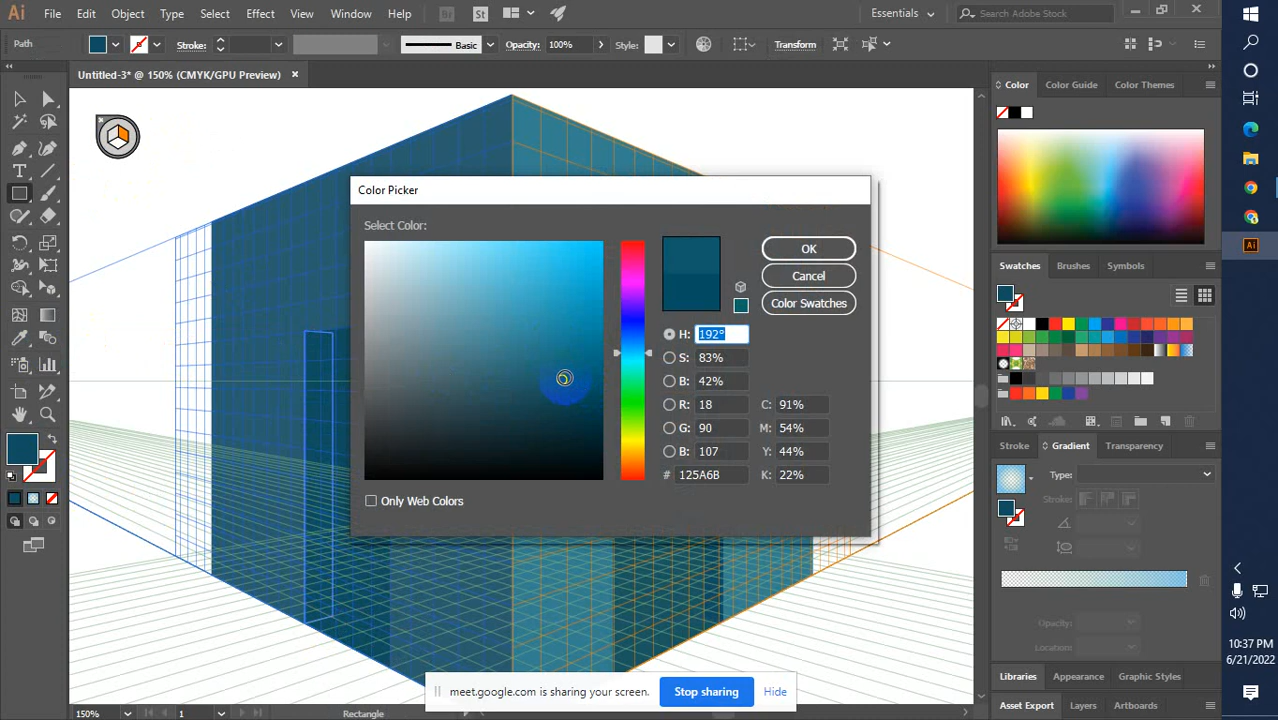 Ai File Edit Object Type Select Effect View Window Help Br St Essentials Search Adobe Stock
Path Stroke: Basic Opacity: 100% Style: Transform
Untitled-3* @ 150% (CMYK/GPU Preview) ×
Color Color Guide Color Themes
Color Picker
Select Color:
OK
Cancel
Color Swatches
H: 192°
S: 83%
B: 42%
R: 18 C: 91%
G: 90 M: 54%
B: 107 Y: 44%
# 125A6B K: 22%
Only Web Colors
Swatches Brushes Symbols
Stroke Gradient Transparency
Type:
Stroke:
Opacity:
Location:
Libraries Appearance Graphic Styles
Asset Export Layers Artboards
meet.google.com is sharing your screen. Stop sharing Hide
150% 1 Rectangle
Ai
10:37 PM
6/21/2022